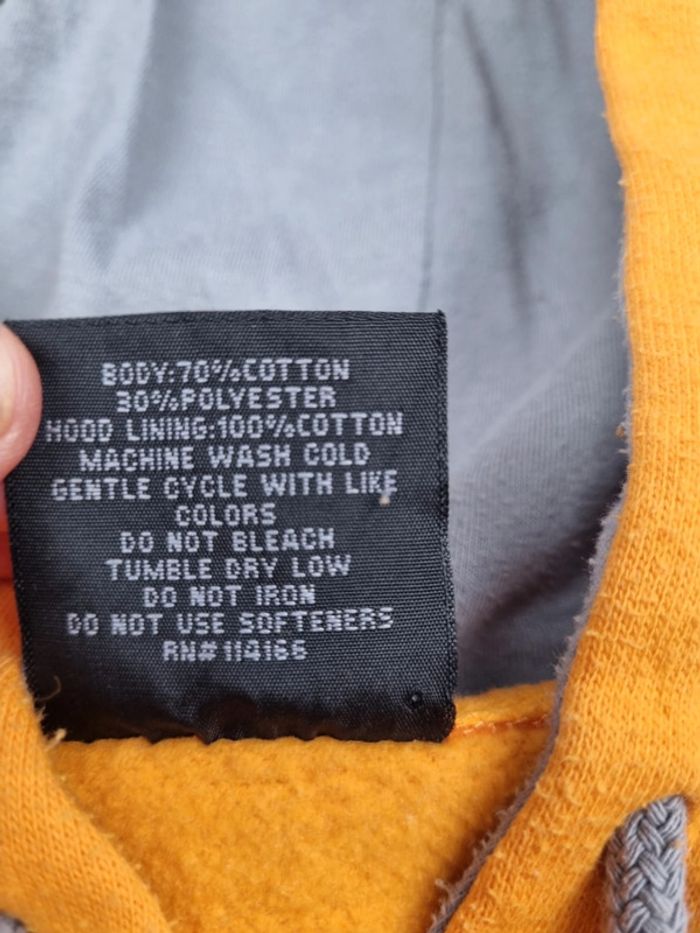 BODY:70%COTTON
30%POLYESTER
HOOD LINING:100%COTTON
MACHINE WASH COLD
GENTLE CYCLE WITH LIKE
COLORS
DO NOT BLEACH
TUMBLE DRY LOW
DO NOT IRON
DO NOT USE SOFTENERS
RN#114166